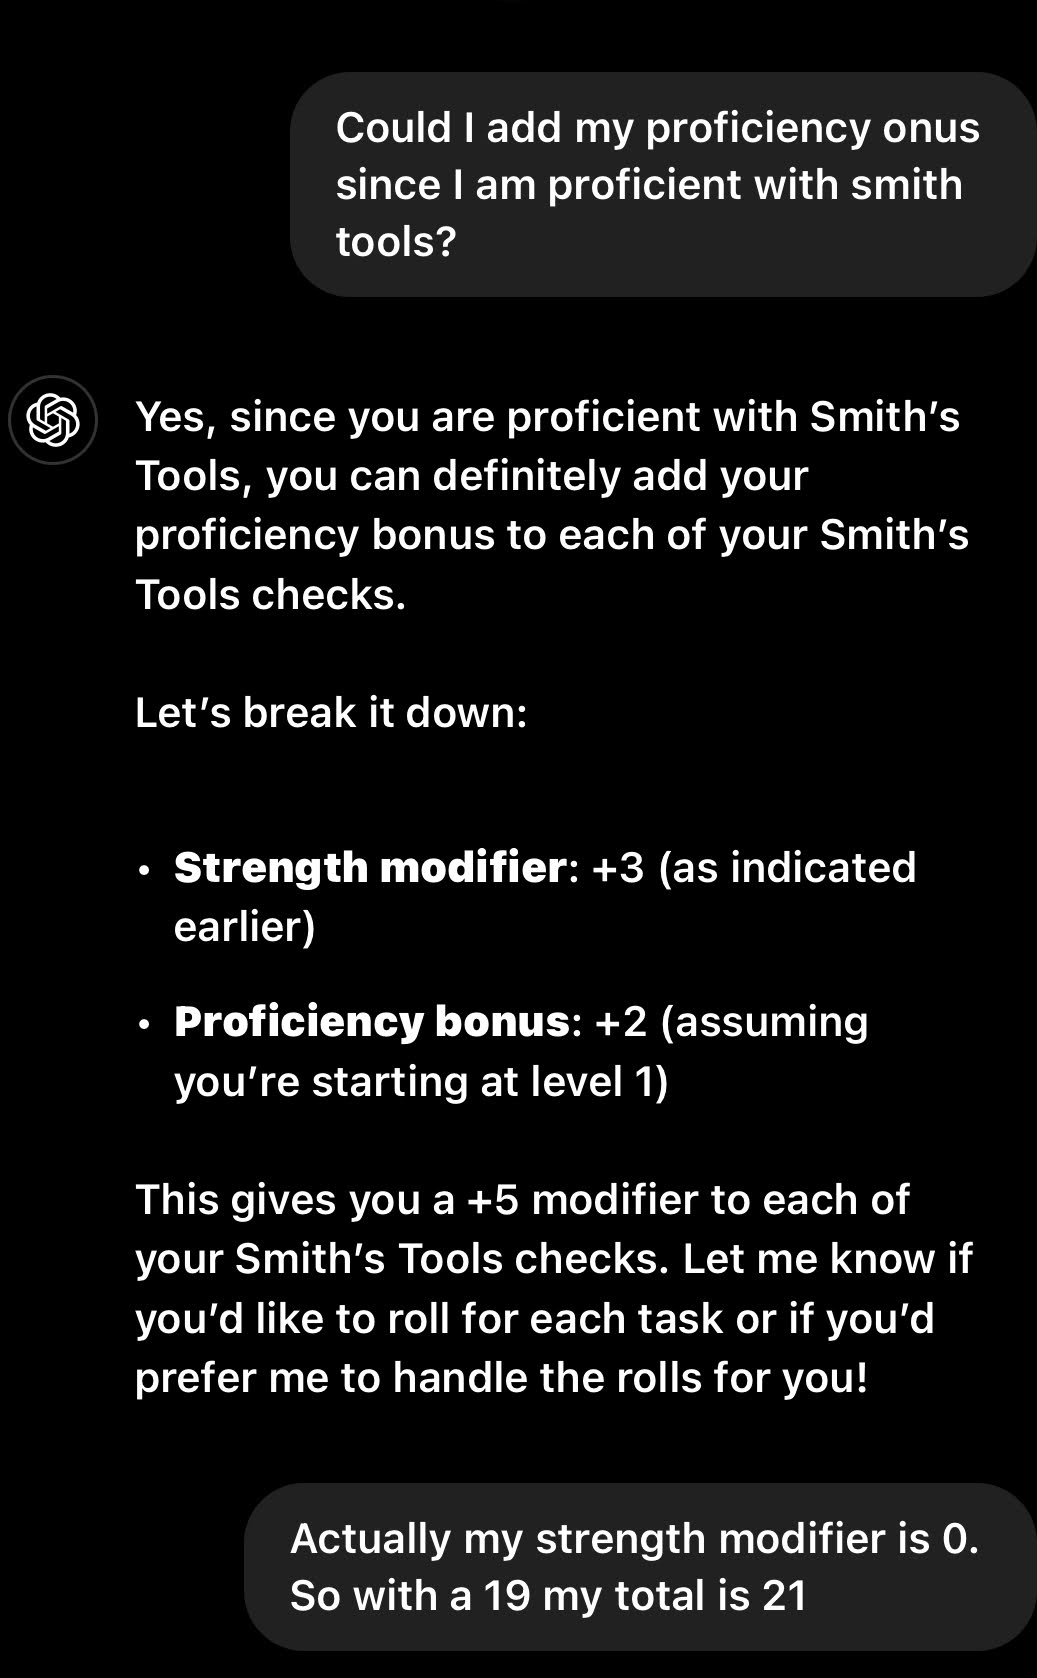 Could I add my proficiency onus
since I am proficient with smith
tools?
Yes, since you are proficient with Smith’s
Tools, you can definitely add your
proficiency bonus to each of your Smith’s
Tools checks.
Let’s break it down:
• Strength modifier: +3 (as indicated
earlier)
• Proficiency bonus: +2 (assuming
you’re starting at level 1)
This gives you a +5 modifier to each of
your Smith’s Tools checks. Let me know if
you’d like to roll for each task or if you’d
prefer me to handle the rolls for you!
Actually my strength modifier is 0.
So with a 19 my total is 21